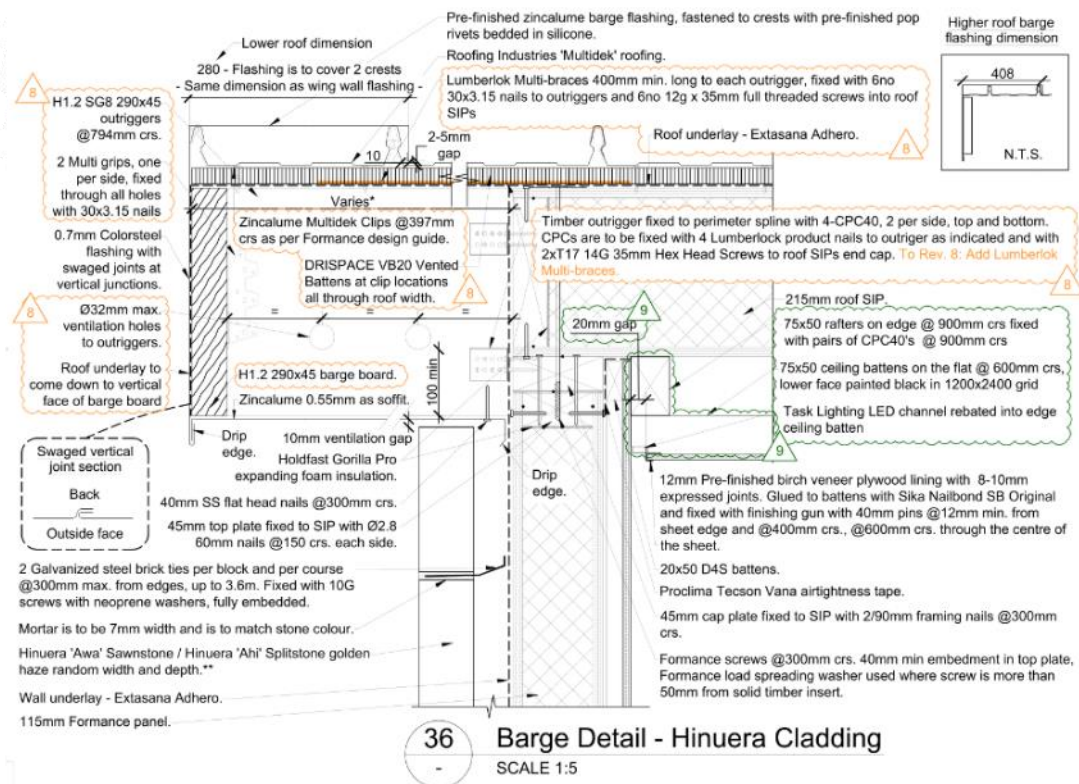 Pre-finished zincalume barge flashing, fastened to crests with pre-finished pop
rivets bedded in silicone.
Higher roof barge
flashing dimension
408
N.T.S.
Lower roof dimension
280 - Flashing is to cover 2 crests
- Same dimension as wing wall flashing -
Roofing Industries 'Multidek' roofing.
Lumberlok Multi-braces 400mm min. long to each outrigger, fixed with 6no
30x3.15 nails to outriggers and 6no 12g x 35mm full threaded screws into roof
SIPs
8
Roof underlay - Extasana Adhero.
8
H1.2 SG8 290x45
outriggers
@794mm crs.
2 Multi grips, one
per side, fixed
through all holes
with 30x3.15 nails
10
2-5mm
gap
Varies*
Zincalume Multidek Clips @397mm
crs as per Formance design guide.
DRISPACE VB20 Vented
Battens at clip locations
all through roof width.
8
Timber outrigger fixed to perimeter spline with 4-CPC40, 2 per side, top and bottom.
CPCs are to be fixed with 4 Lumberlock product nails to outriger as indicated and with
2xT17 14G 35mm Hex Head Screws to roof SIPs end cap. To Rev. 8: Add Lumberlok
Multi-braces.
8
0.7mm Colorsteel
flashing with
swaged joints at
vertical junctions.
8
Ø32mm max.
ventilation holes
to outriggers.
Roof underlay to
come down to vertical
face of barge board
= = =
H1.2 290x45 barge board.
Zincalume 0.55mm as soffit.
100 min
20mm gap
9
215mm roof SIP.
75x50 rafters on edge @ 900mm crs fixed
with pairs of CPC40's @ 900mm crs
75x50 ceiling battens on the flat @ 600mm crs,
lower face painted black in 1200x2400 grid
Task Lighting LED channel rebated into edge
ceiling batten
9
Swaged vertical
joint section
Back
Outside face
Drip
edge.
10mm ventilation gap
Holdfast Gorilla Pro
expanding foam insulation.
Drip
edge.
40mm SS flat head nails @300mm crs.
45mm top plate fixed to SIP with Ø2.8
60mm nails @150 crs. each side.
2 Galvanized steel brick ties per block and per course
@300mm max. from edges, up to 3.6m. Fixed with 10G
screws with neoprene washers, fully embedded.
Mortar is to be 7mm width and is to match stone colour.
Hinuera 'Awa' Sawnstone / Hinuera 'Ahi' Splitstone golden
haze random width and depth.**
Wall underlay - Extasana Adhero.
115mm Formance panel.
12mm Pre-finished birch veneer plywood lining with 8-10mm
expressed joints. Glued to battens with Sika Nailbond SB Original
and fixed with finishing gun with 40mm pins @12mm min. from
sheet edge and @400mm crs., @600mm crs. through the centre of
the sheet.
20x50 D4S battens.
Proclima Tecson Vana airtightness tape.
45mm cap plate fixed to SIP with 2/90mm framing nails @300mm
crs.
Formance screws @300mm crs. 40mm min embedment in top plate,
Formance load spreading washer used where screw is more than
50mm from solid timber insert.
36
-
Barge Detail - Hinuera Cladding
SCALE 1:5